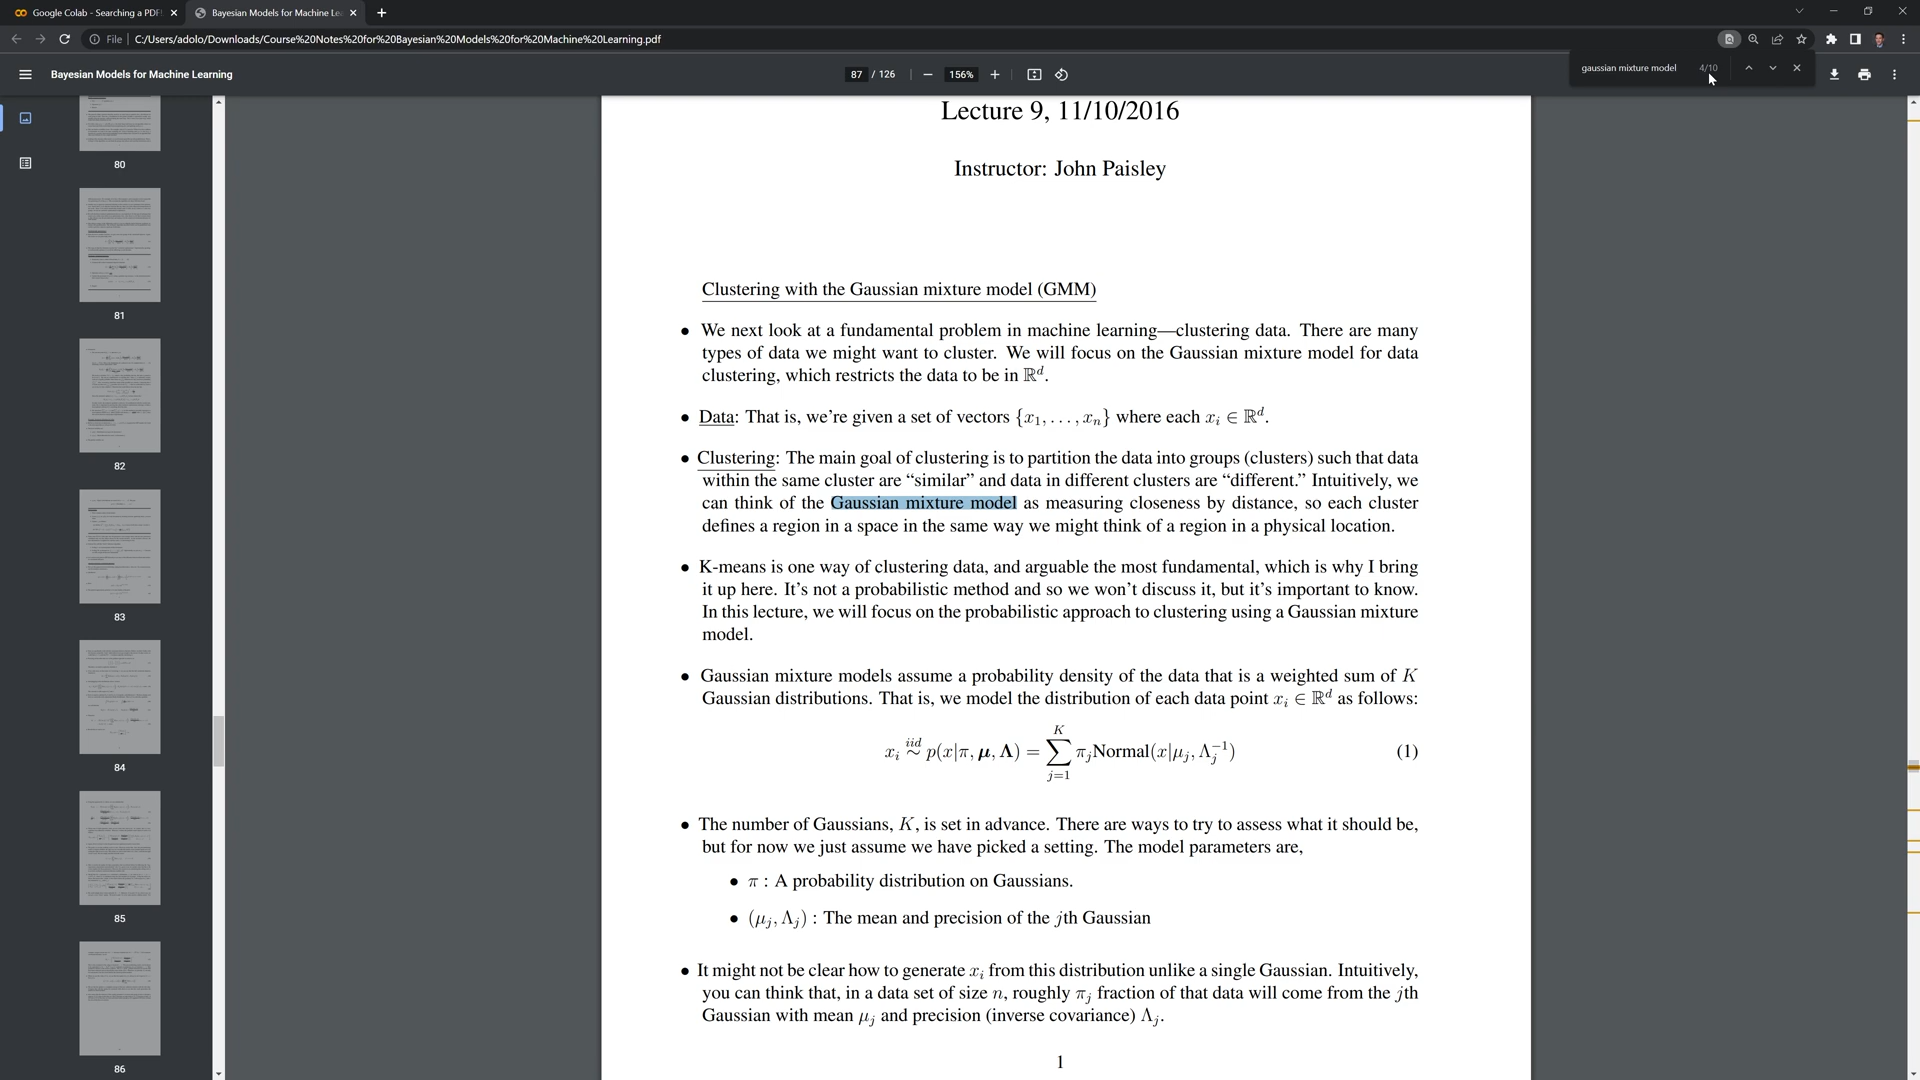 Google Colab - Searching a PDF!
Bayesian Models for Machine Le
File C:/Users/adolo/Downloads/Course%20Notes%20for%20Bayesian%20Models%20for%20Machine%20Learning.pdf
Bayesian Models for Machine Learning
87 / 126
156%
gaussian mixture model 4/10
80
81
82
83
84
85
86
Lecture 9, 11/10/2016
Instructor: John Paisley
Clustering with the Gaussian mixture model (GMM)
• We next look at a fundamental problem in machine learning—clustering data. There are many
types of data we might want to cluster. We will focus on the Gaussian mixture model for data
clustering, which restricts the data to be in ℝᵈ.
• Data: That is, we’re given a set of vectors {x₁, . . . , xₙ} where each xᵢ ∈ ℝᵈ.
• Clustering: The main goal of clustering is to partition the data into groups (clusters) such that data
within the same cluster are “similar” and data in different clusters are “different.” Intuitively, we
can think of the Gaussian mixture model as measuring closeness by distance, so each cluster
defines a region in a space in the same way we might think of a region in a physical location.
• K-means is one way of clustering data, and arguable the most fundamental, which is why I bring
it up here. It’s not a probabilistic method and so we won’t discuss it, but it’s important to know.
In this lecture, we will focus on the probabilistic approach to clustering using a Gaussian mixture
model.
• Gaussian mixture models assume a probability density of the data that is a weighted sum of K
Gaussian distributions. That is, we model the distribution of each data point xᵢ ∈ ℝᵈ as follows:
xᵢ iid∼ p(x|π, μ, Λ) = ∑_{j=1}^{K} πⱼNormal(x|μⱼ, Λⱼ⁻¹) (1)
• The number of Gaussians, K, is set in advance. There are ways to try to assess what it should be,
but for now we just assume we have picked a setting. The model parameters are,
• π : A probability distribution on Gaussians.
• (μⱼ, Λⱼ) : The mean and precision of the jth Gaussian
• It might not be clear how to generate xᵢ from this distribution unlike a single Gaussian. Intuitively,
you can think that, in a data set of size n, roughly πⱼ fraction of that data will come from the jth
Gaussian with mean μⱼ and precision (inverse covariance) Λⱼ.
1